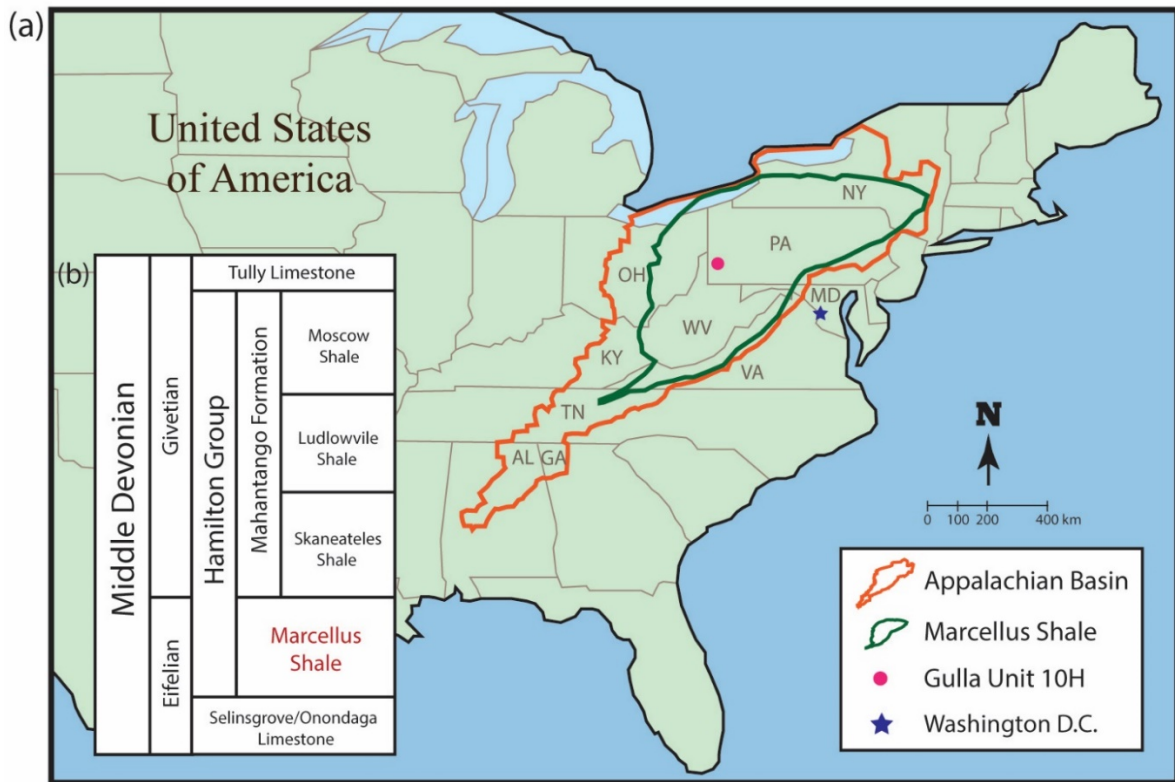 (a)
United States
of America
NY
PA
OH
MD
WV
KY
VA
TN
AL
GA
(b)
Middle Devonian
Givetian
Eifelian
Tully Limestone
Hamilton Group
Mahantango Formation
Moscow
Shale
Ludlowvile
Shale
Skaneateles
Shale
Marcellus
Shale
Selinsgrove/Onondaga
Limestone
N
0 100 200 400 km
Appalachian Basin
Marcellus Shale
Gulla Unit 10H
Washington D.C.